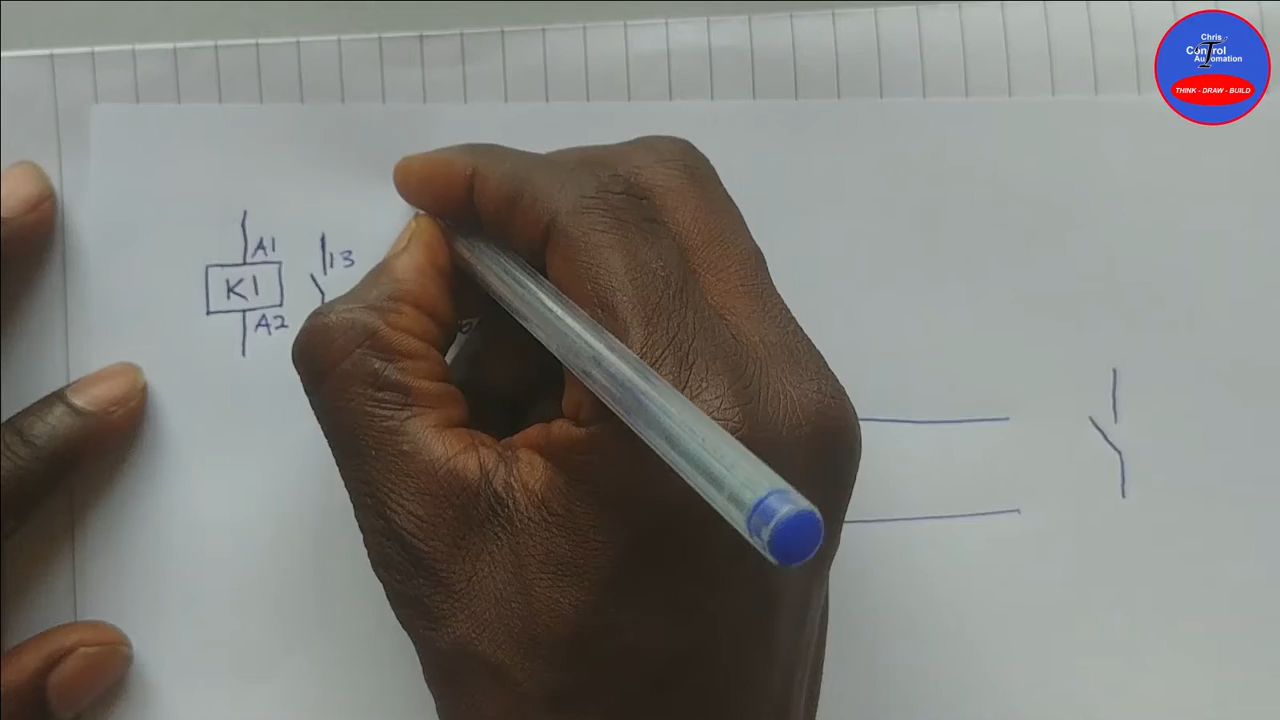 Chris
Control
Automation
THINK - DRAW - BUILD
A1
13
K1
A2